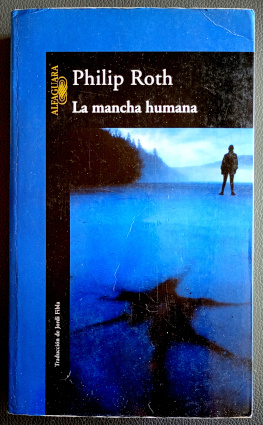 Philip Roth
La mancha humana
ALFAGUARA
Traducción de Jordi Fibla